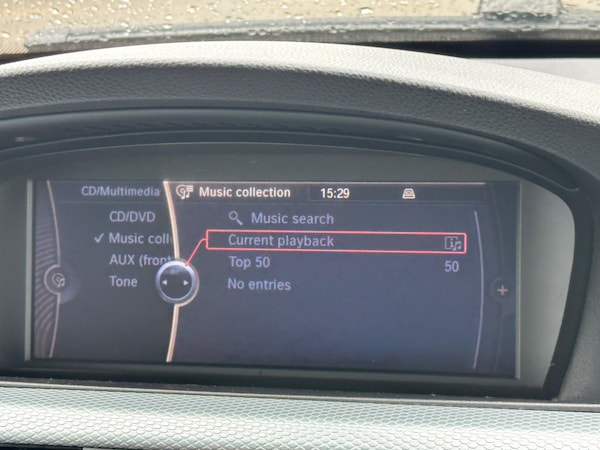 CD/Multimedia Music collection 15:29
CD/DVD
Music coll
AUX (front
Tone
Music search
Current playback
Top 50 50
No entries